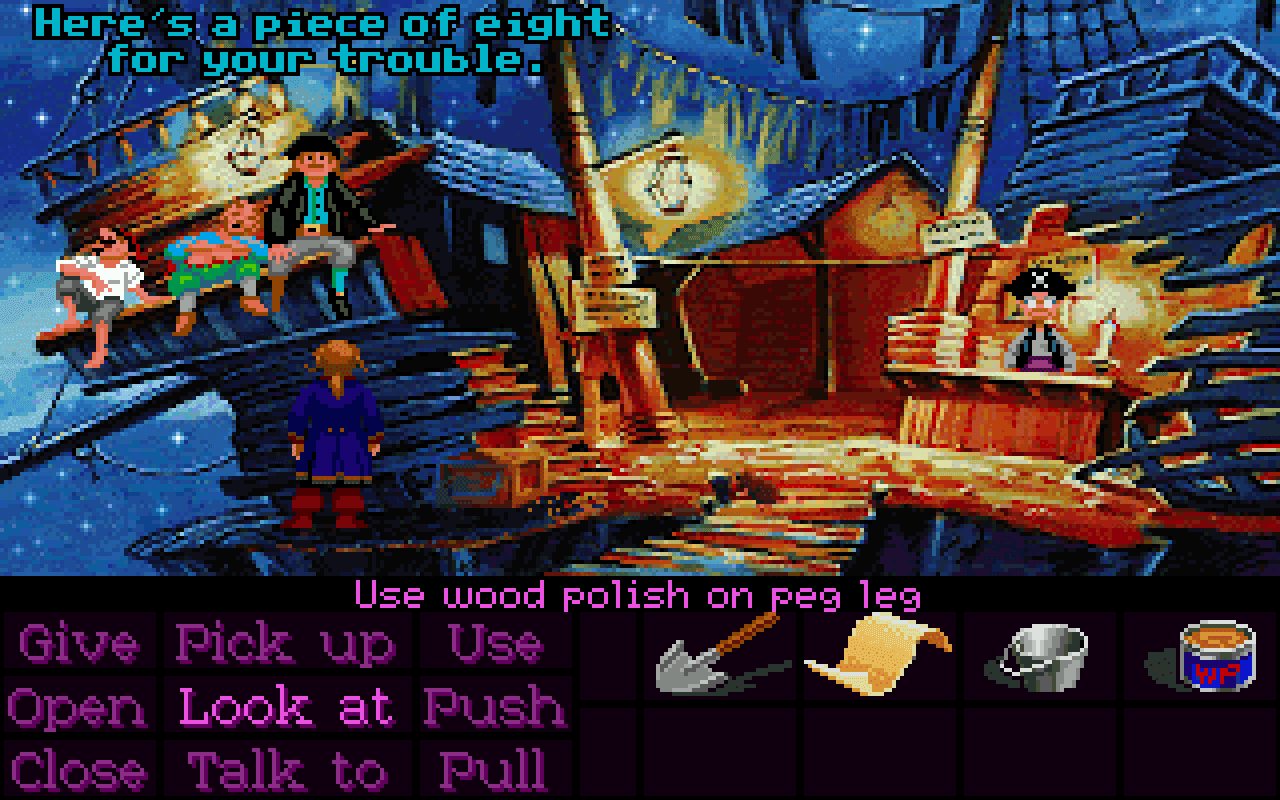 Here's a piece of eight
for your trouble.
Use wood polish on peg leg
Give Pick up Use
Open Look at Push
Close Talk to Pull
WP